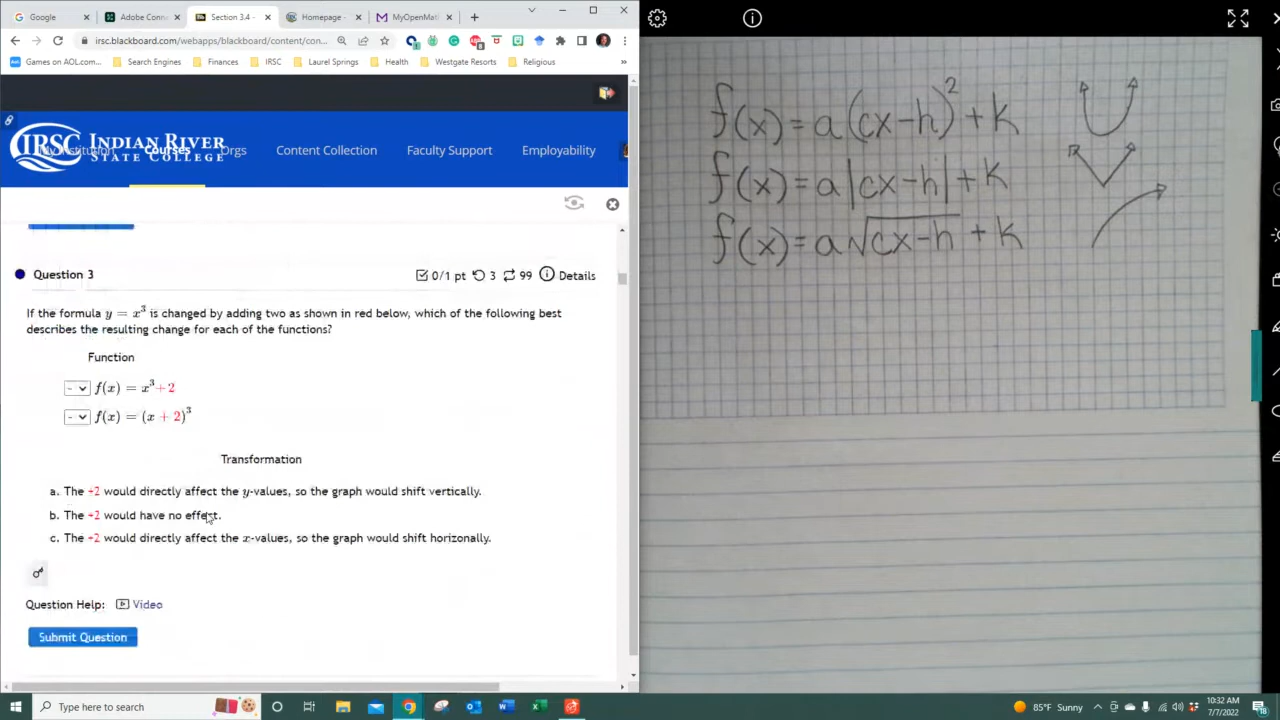 Google
Adobe Conn
Section 3.4 -
Homepage -
MyOpenMath
irsc.blackboard.com/webapps/blackboard/content/con...
Games on AOL.com...
Search Engines
Finances
IRSC
Laurel Springs
Health
Westgate Resorts
Religious
IRSC INDIAN RIVER
STATE COLLEGE
My Institution
Courses
Orgs
Content Collection
Faculty Support
Employability
Question 3
0/1 pt 3 99 Details
If the formula y = x³ is changed by adding two as shown in red below, which of the following best
describes the resulting change for each of the functions?
Function
- f(x) = x³+2
- f(x) = (x + 2)³
Transformation
a. The +2 would directly affect the y-values, so the graph would shift vertically.
b. The +2 would have no effect.
c. The +2 would directly affect the x-values, so the graph would shift horizonally.
Question Help: Video
Submit Question
f(x) = a(cx-h)² + k
f(x) = a|cx-h| + k
f(x) = a√cx-h + k
Type here to search
85°F Sunny
10:32 AM
7/7/2022
18